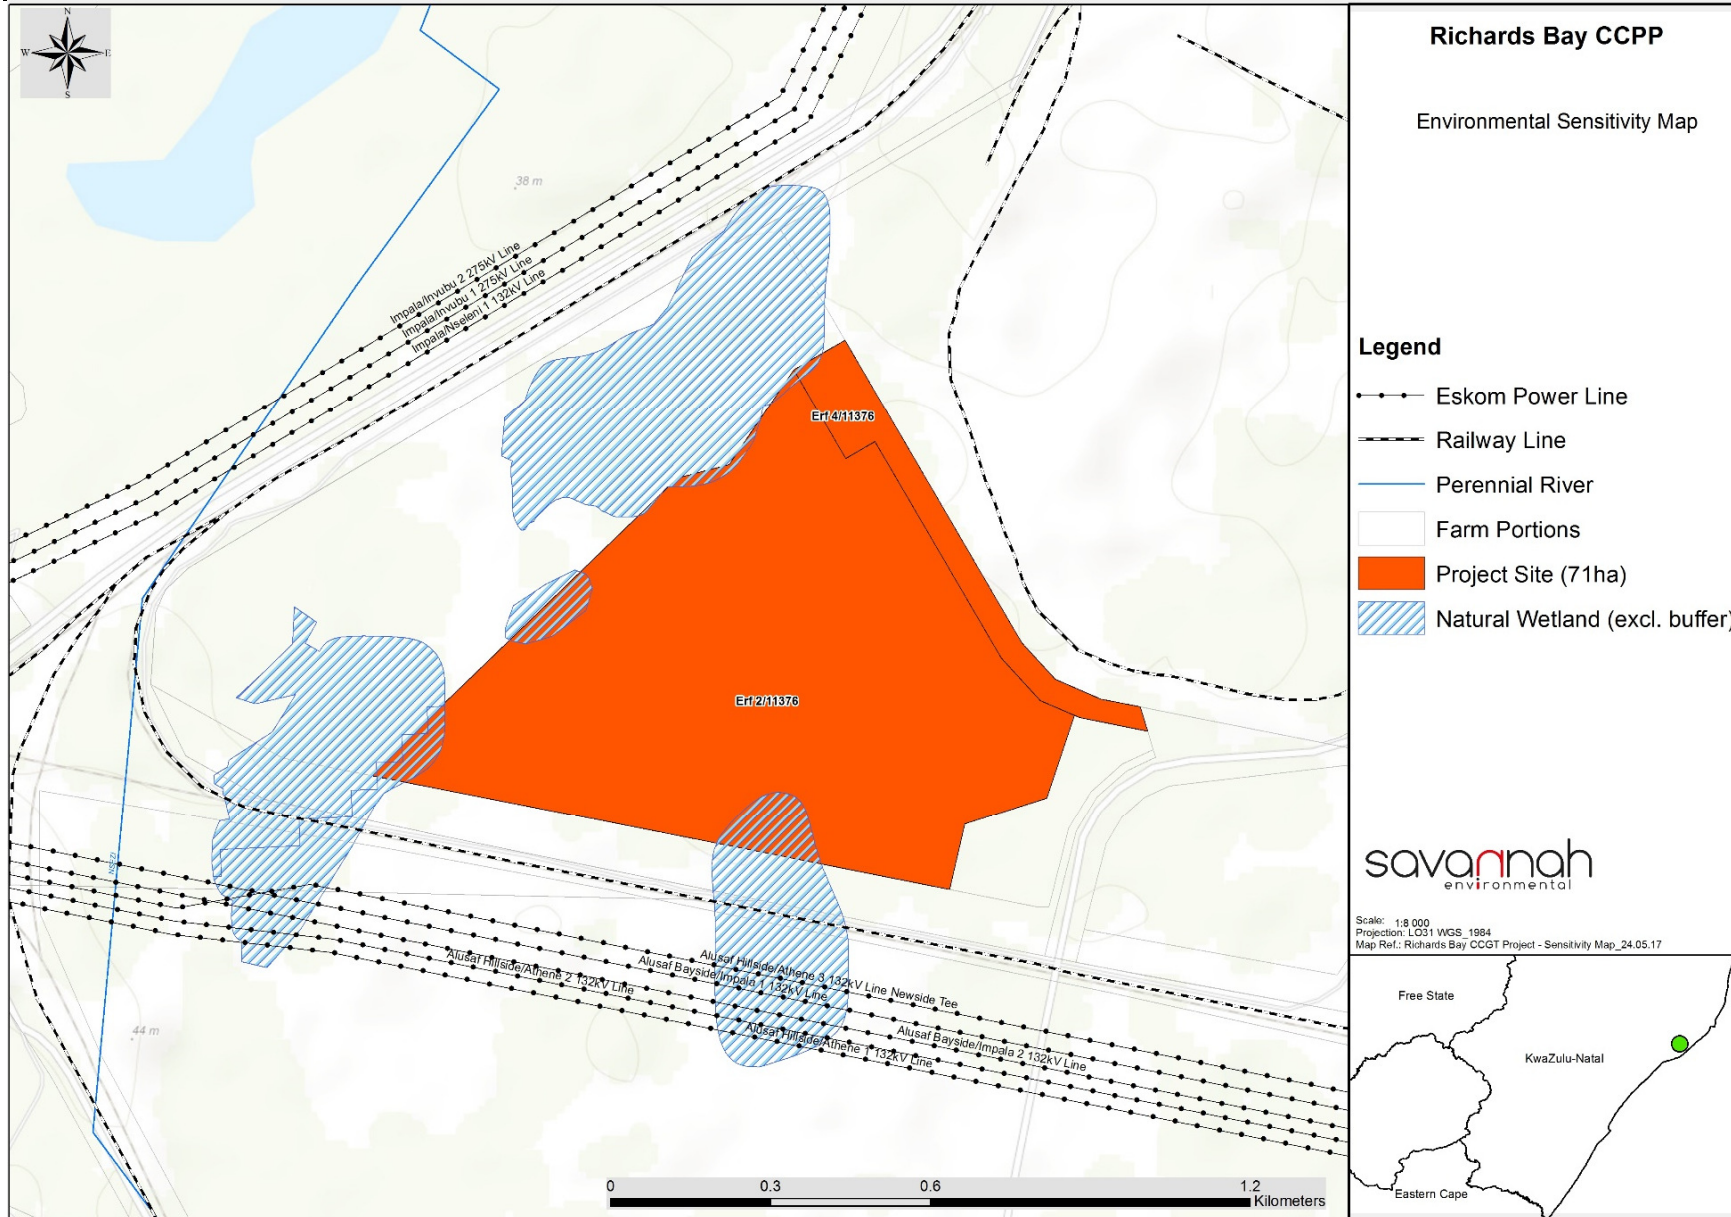 N
W
E
S
38 m
Impala/Invubu 2 275kV Line
Impala/Invubu 1 275kV Line
Impala/Nseleni 1 132kV Line
Erf 4/11376
Erf 2/11376
Alusaf Hillside/Athene 3 132kV Line Newside Tee
Alusaf Bayside/Impala 1 132kV Line
Alusaf Hillside/Athene 2 132kV Line
Alusaf Bayside/Impala 2 132kV Line
Alusaf Hillside/Athene 1 132kV Line
44 m
0 0.3 0.6 1.2
Kilometers
Richards Bay CCPP
Environmental Sensitivity Map
Legend
Eskom Power Line
Railway Line
Perennial River
Farm Portions
Project Site (71ha)
Natural Wetland (excl. buffer)
savannah
environmental
Scale: 1:8 000
Projection: LO31 WGS_1984
Map Ref.: Richards Bay CCGT Project - Sensitivity Map_24.05.17
Free State
KwaZulu-Natal
Eastern Cape